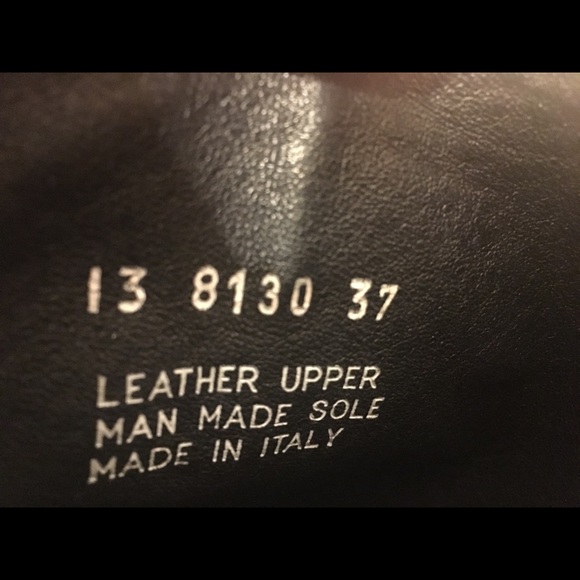 13 8130 37
LEATHER UPPER
MAN MADE SOLE
MADE IN ITALY